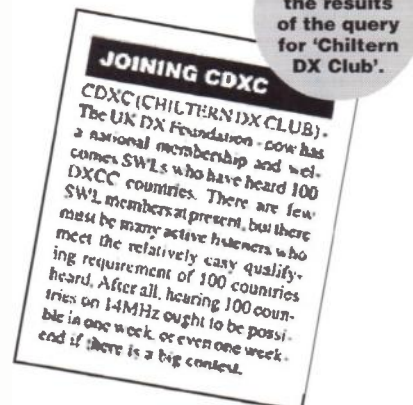 the results
of the query
for 'Chiltern
DX Club'.
JOINING CDXC
CDXC (CHILTERN DX CLUB) -
The UK DX Foundation - now has
a national membership and wel-
comes SWLs who have heard 100
DXCC countries. There are few
SWL members at present, but there
must be many active listeners who
meet the relatively easy qualify-
ing requirement of 100 countries
heard. After all, hearing 100 coun-
tries on 14MHz ought to be possi-
ble in one week, or even one week-
end if there is a big contest.